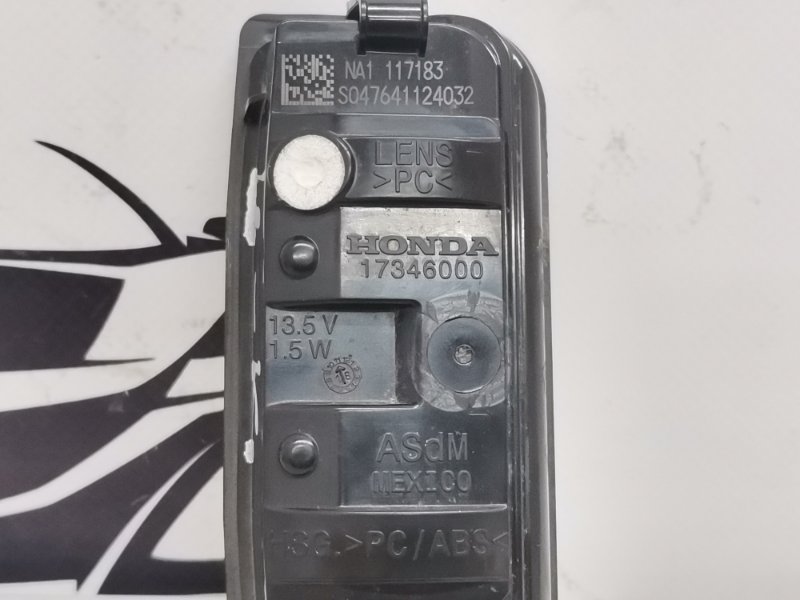 NA1 117183
S047641124032
LENS
>PC<
HONDA
17346000
13.5 V
1.5 W
ASdM
MEXICO
HSG.>PC/ABS<